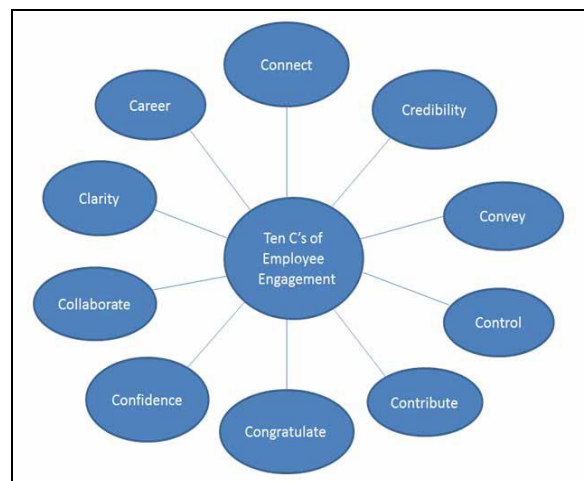 Connect
Career
Credibility
Clarity
Convey
Ten C's of
Employee
Engagement
Collaborate
Control
Confidence
Contribute
Congratulate